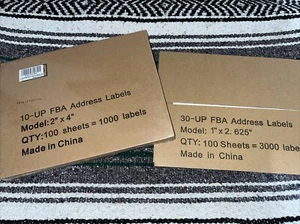 10-UP FBA Address Labels
Model: 2" x 4"
QTY: 100 sheets = 1000 labels
Made in China
30-UP FBA Address Labels
Model: 1" x 2. 625"
QTY: 100 sheets = 3000 labels
Made in China